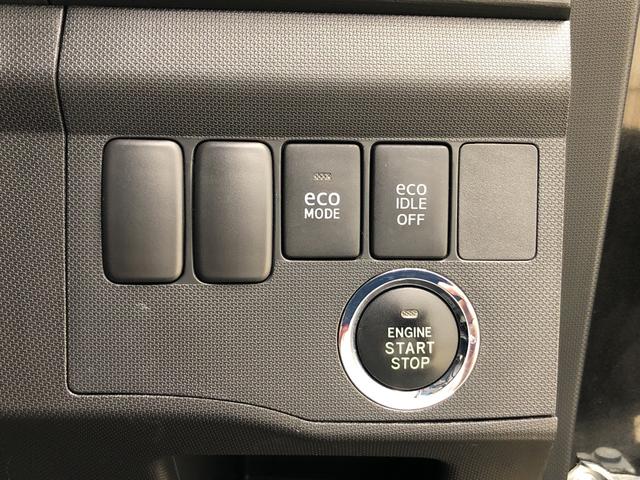 eco
MODE
eco
IDLE
OFF
ENGINE
START
STOP